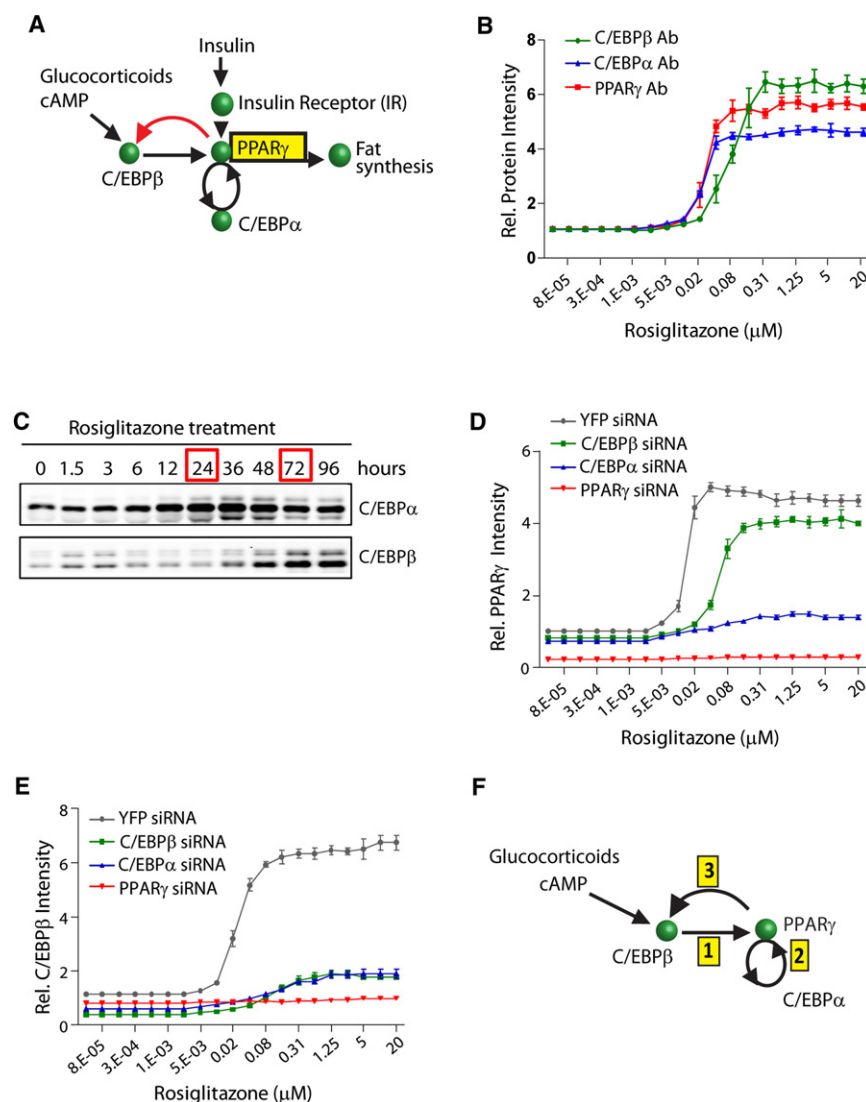 A
Insulin
Glucocorticoids
cAMP
Insulin Receptor (IR)
PPARγ
Fat
synthesis
C/EBPβ
C/EBPα
B
C/EBPβ Ab
C/EBPα Ab
PPARγ Ab
Rel. Protein Intensity
8
6
4
2
0
8.E-05
3.E-04
1.E-03
5.E-03
0.02
0.08
0.31
1.25
5
20
Rosiglitazone (μM)
C
Rosiglitazone treatment
0 1.5 3 6 12 24 36 48 72 96 hours
C/EBPα
C/EBPβ
D
YFP siRNA
C/EBPβ siRNA
C/EBPα siRNA
PPARγ siRNA
Rel. PPARγ Intensity
6
4
2
0
8.E-05
3.E-04
1.E-03
5.E-03
0.02
0.08
0.31
1.25
5
20
Rosiglitazone (μM)
E
YFP siRNA
C/EBPβ siRNA
C/EBPα siRNA
PPARγ siRNA
Rel. C/EBPβ Intensity
8
6
4
2
0
8.E-05
3.E-04
1.E-03
5.E-03
0.02
0.08
0.31
1.25
5
20
Rosiglitazone (μM)
F
Glucocorticoids
cAMP
3
PPARγ
C/EBPβ
1
2
C/EBPα